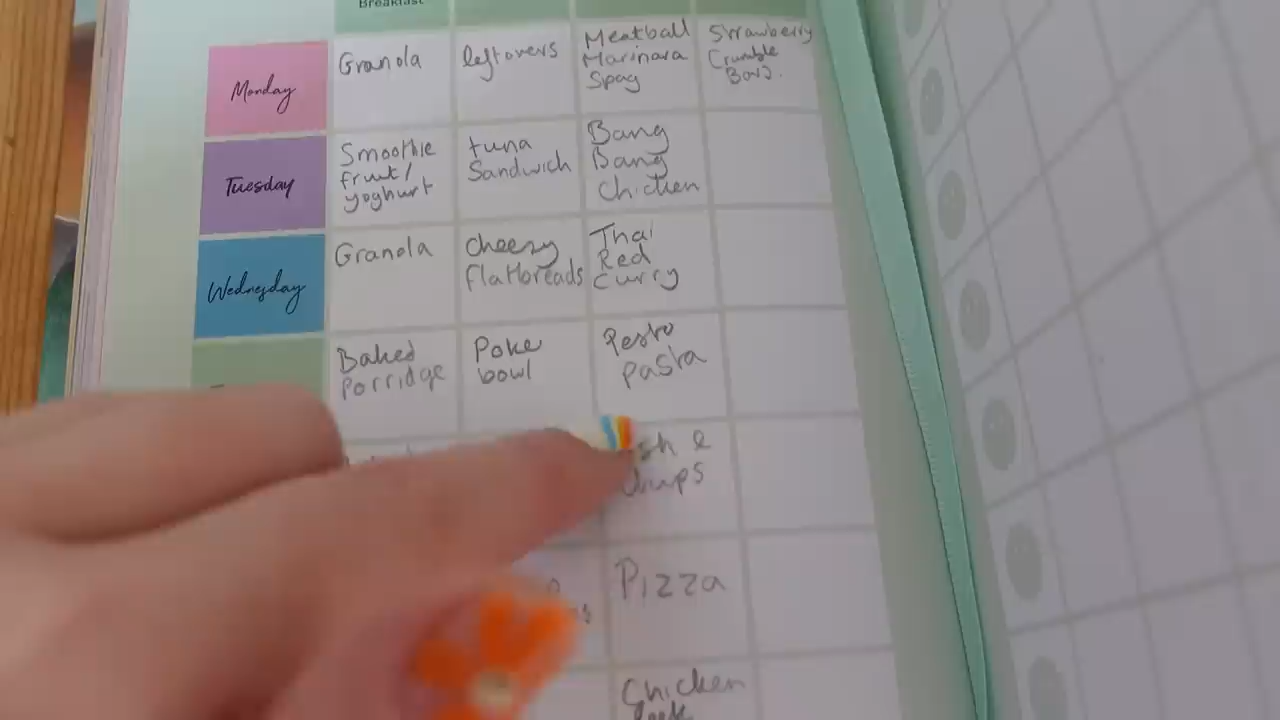 Breakfast
Monday
Granola
leftovers
Meatball
Marinara
Spag
Strawberry
Crumble
Bars.
Tuesday
Smoothie
fruit/
yoghurt
tuna
Sandwich
Bang
Bang
Chicken
Wednesday
Granola
Cheesy
flatbreads
Thai
Red
Curry
Baked
Porridge
Poke
bowl
Pesto
pasta
Pizza
Chicken